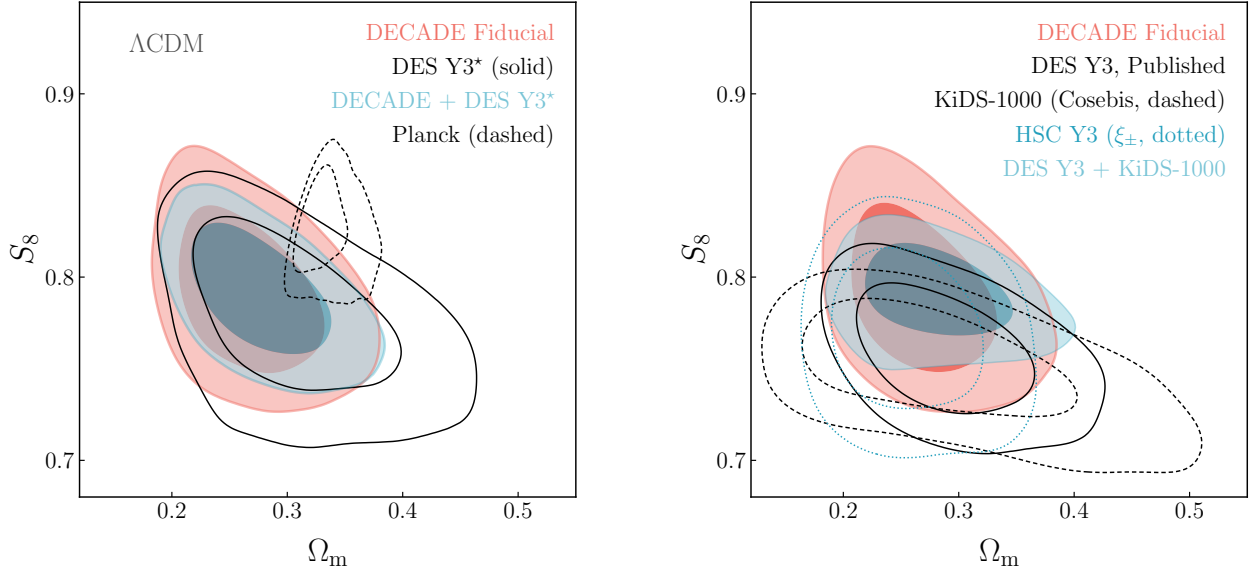 ΛCDM
DECADE Fiducial
DES Y3⋆ (solid)
DECADE + DES Y3⋆
Planck (dashed)
0.9
0.8
0.7
S8
0.2 0.3 0.4 0.5
Ωm
DECADE Fiducial
DES Y3, Published
KiDS-1000 (Cosebis, dashed)
HSC Y3 (ξ±, dotted)
DES Y3 + KiDS-1000
0.9
0.8
0.7
S8
0.2 0.3 0.4 0.5
Ωm